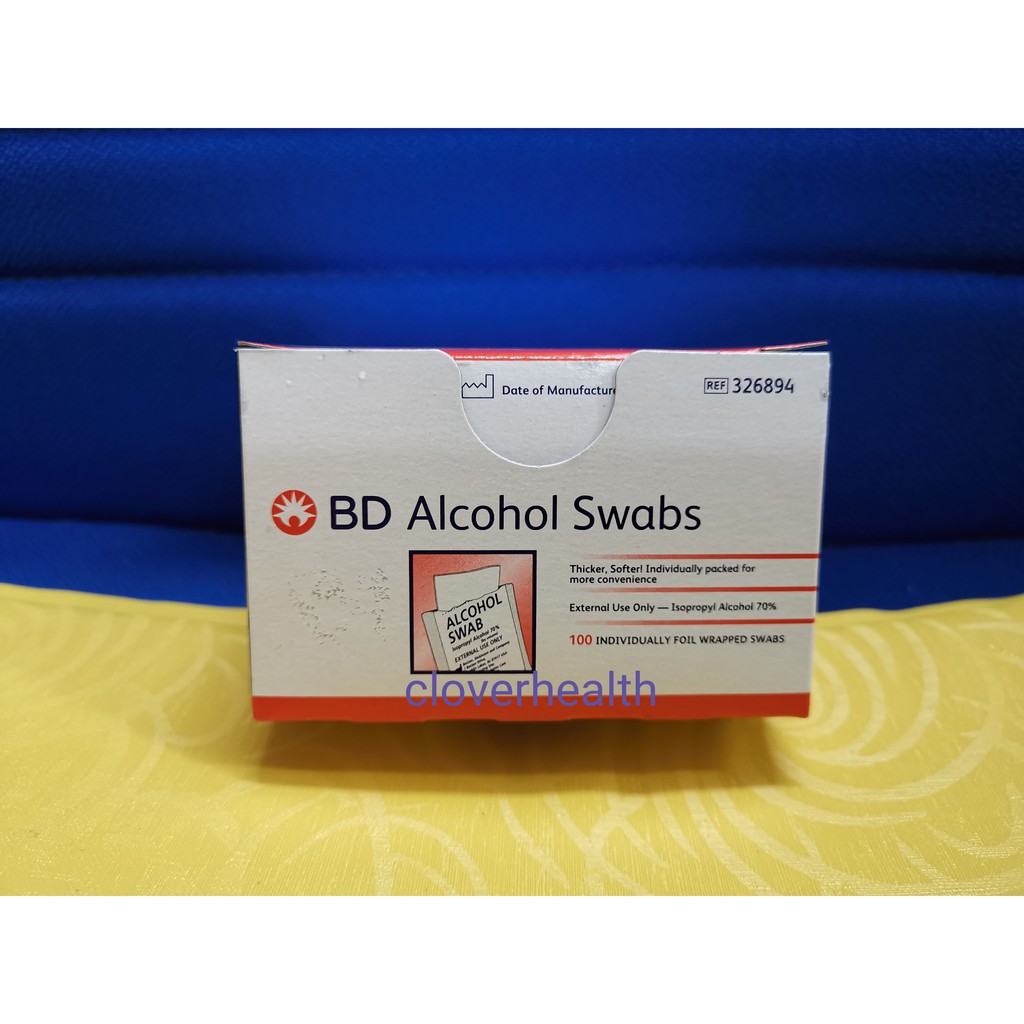 Date of Manufacture
REF 326894
BD Alcohol Swabs
Thicker, Softer! Individually packed for
more convenience
External Use Only — Isopropyl Alcohol 70%
100 INDIVIDUALLY FOIL WRAPPED SWABS
ALCOHOL
SWAB
Isopropyl Alcohol 70%
EXTERNAL USE ONLY
cloverhealth